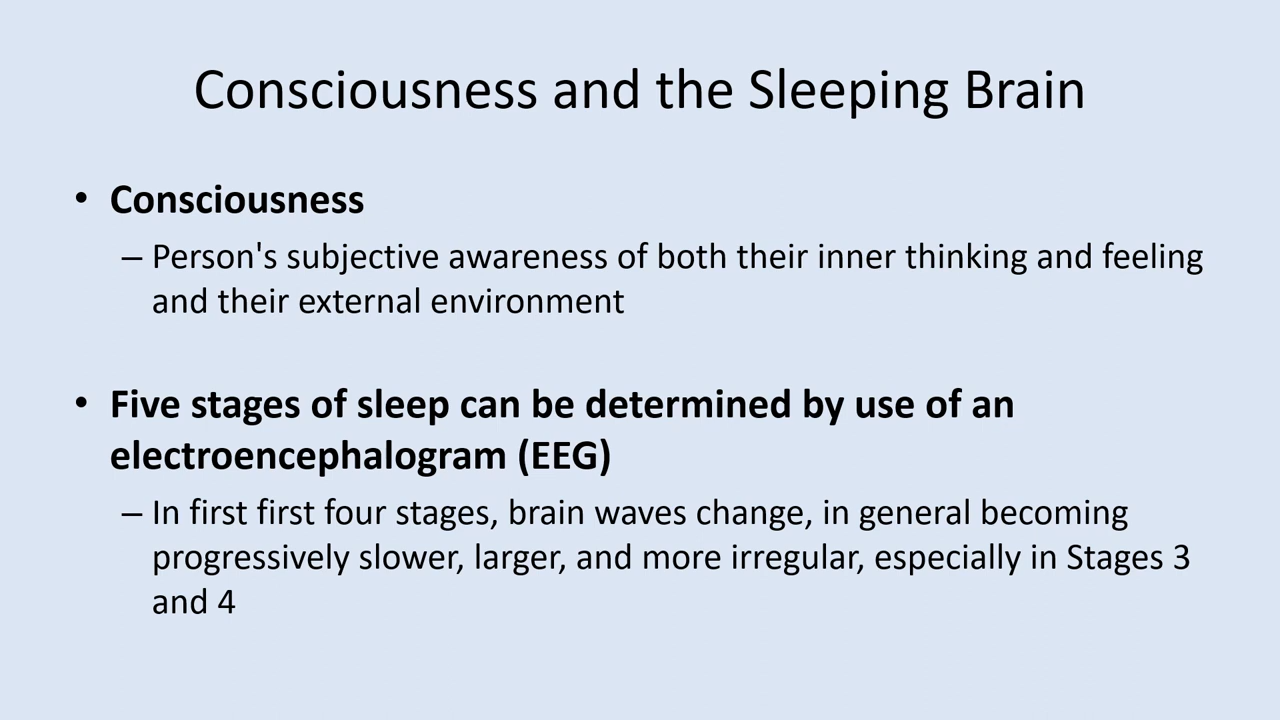 Consciousness and the Sleeping Brain
• Consciousness
– Person's subjective awareness of both their inner thinking and feeling
and their external environment
• Five stages of sleep can be determined by use of an
electroencephalogram (EEG)
– In first first four stages, brain waves change, in general becoming
progressively slower, larger, and more irregular, especially in Stages 3
and 4